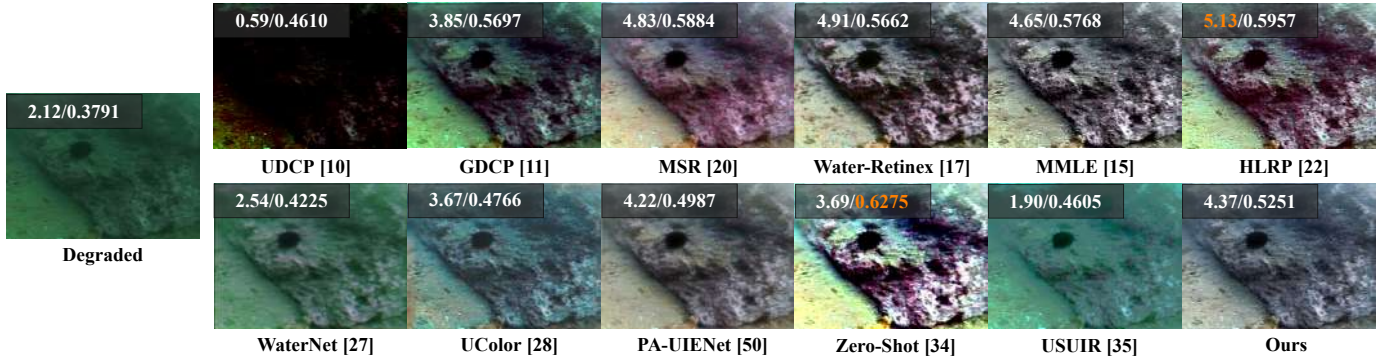 0.59/0.4610 3.85/0.5697 4.83/0.5884 4.91/0.5662 4.65/0.5768 5.13/0.5957
2.12/0.3791
UDCP [10] GDCP [11] MSR [20] Water-Retinex [17] MMLE [15] HLRP [22]
2.54/0.4225 3.67/0.4766 4.22/0.4987 3.69/0.6275 1.90/0.4605 4.37/0.5251
Degraded
WaterNet [27] UColor [28] PA-UIENet [50] Zero-Shot [34] USUIR [35] Ours